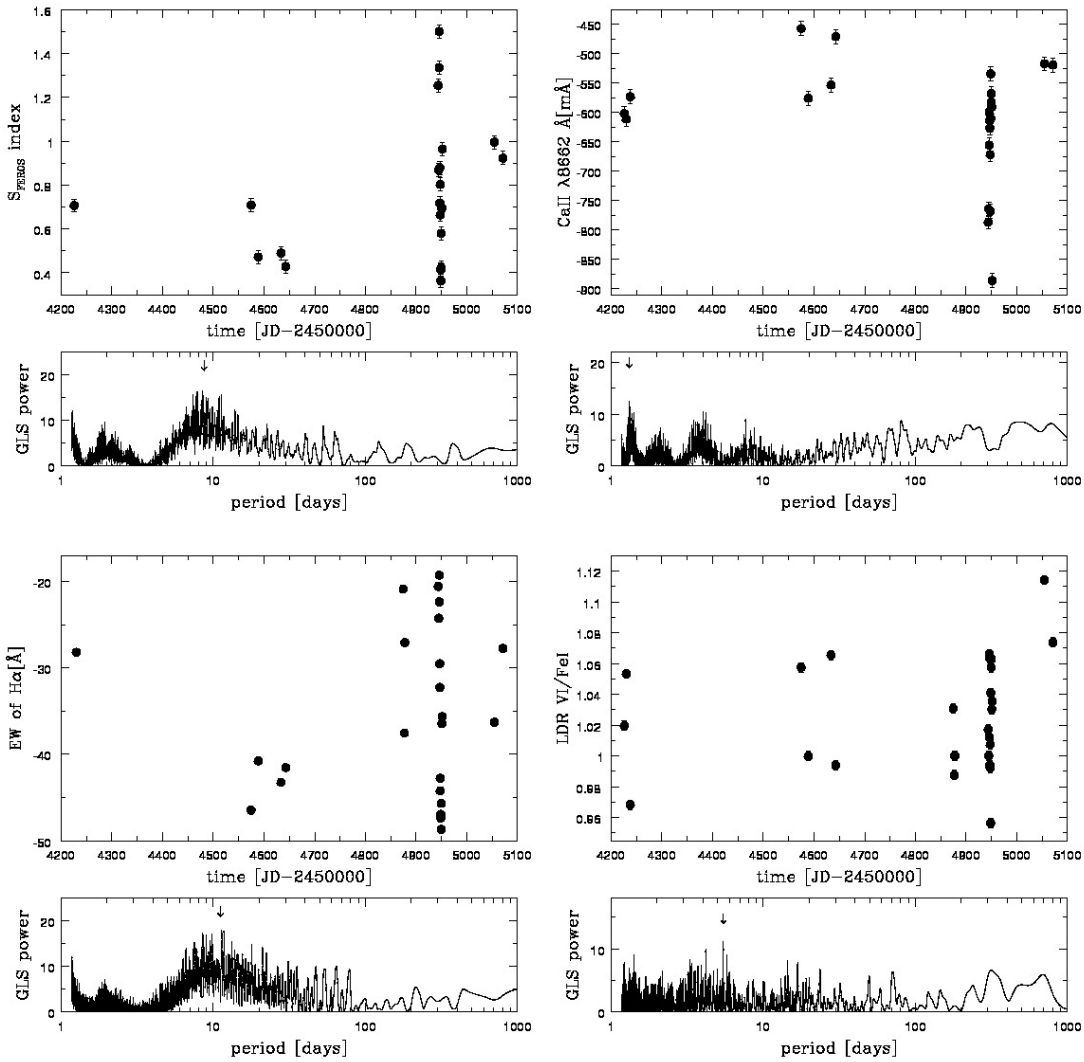 1.6
1.4
1.2
1
0.8
0.6
0.4
S_FEROS index
4200 4300 4400 4500 4600 4700 4800 4900 5000 5100
time [JD-2450000]
-450
-500
-550
-600
-650
-700
-750
-800
-850
-900
CaII λ8662 Å[mÅ]
4200 4300 4400 4500 4600 4700 4800 4900 5000 5100
time [JD-2450000]
20
10
0
GLS power
1 10 100 1000
period [days]
20
10
0
GLS power
1 10 100 1000
period [days]
-20
-30
-40
-50
EW of Hα[Å]
4200 4300 4400 4500 4600 4700 4800 4900 5000 5100
time [JD-2450000]
1.12
1.1
1.08
1.06
1.04
1.02
1
0.98
0.96
LDR VI/FeI
4200 4300 4400 4500 4600 4700 4800 4900 5000 5100
time [JD-2450000]
20
10
0
GLS power
1 10 100 1000
period [days]
10
0
GLS power
1 10 100 1000
period [days]